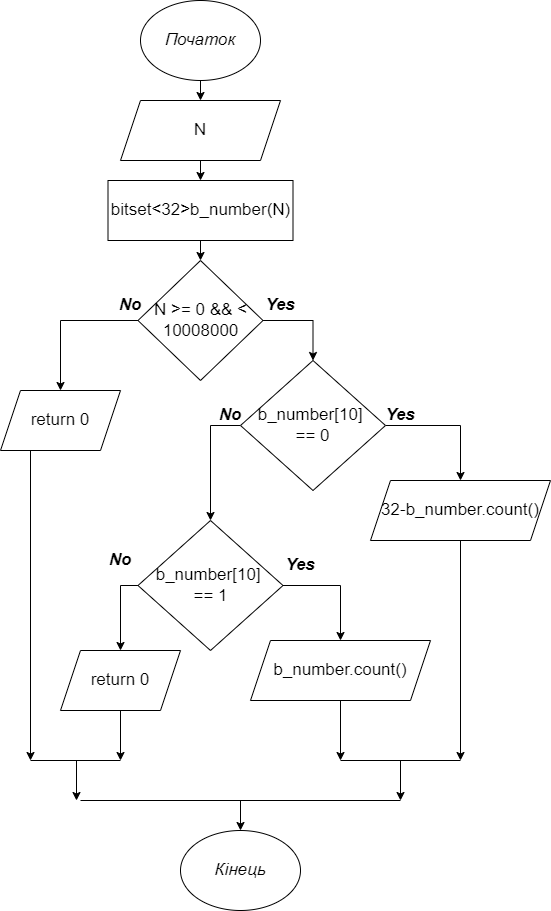 Початок
N
bitset<32>b_number(N)
No
N >= 0 && <
10008000
Yes
return 0
No
b_number[10]
== 0
Yes
32-b_number.count()
No
b_number[10]
== 1
Yes
return 0
b_number.count()
Кінець